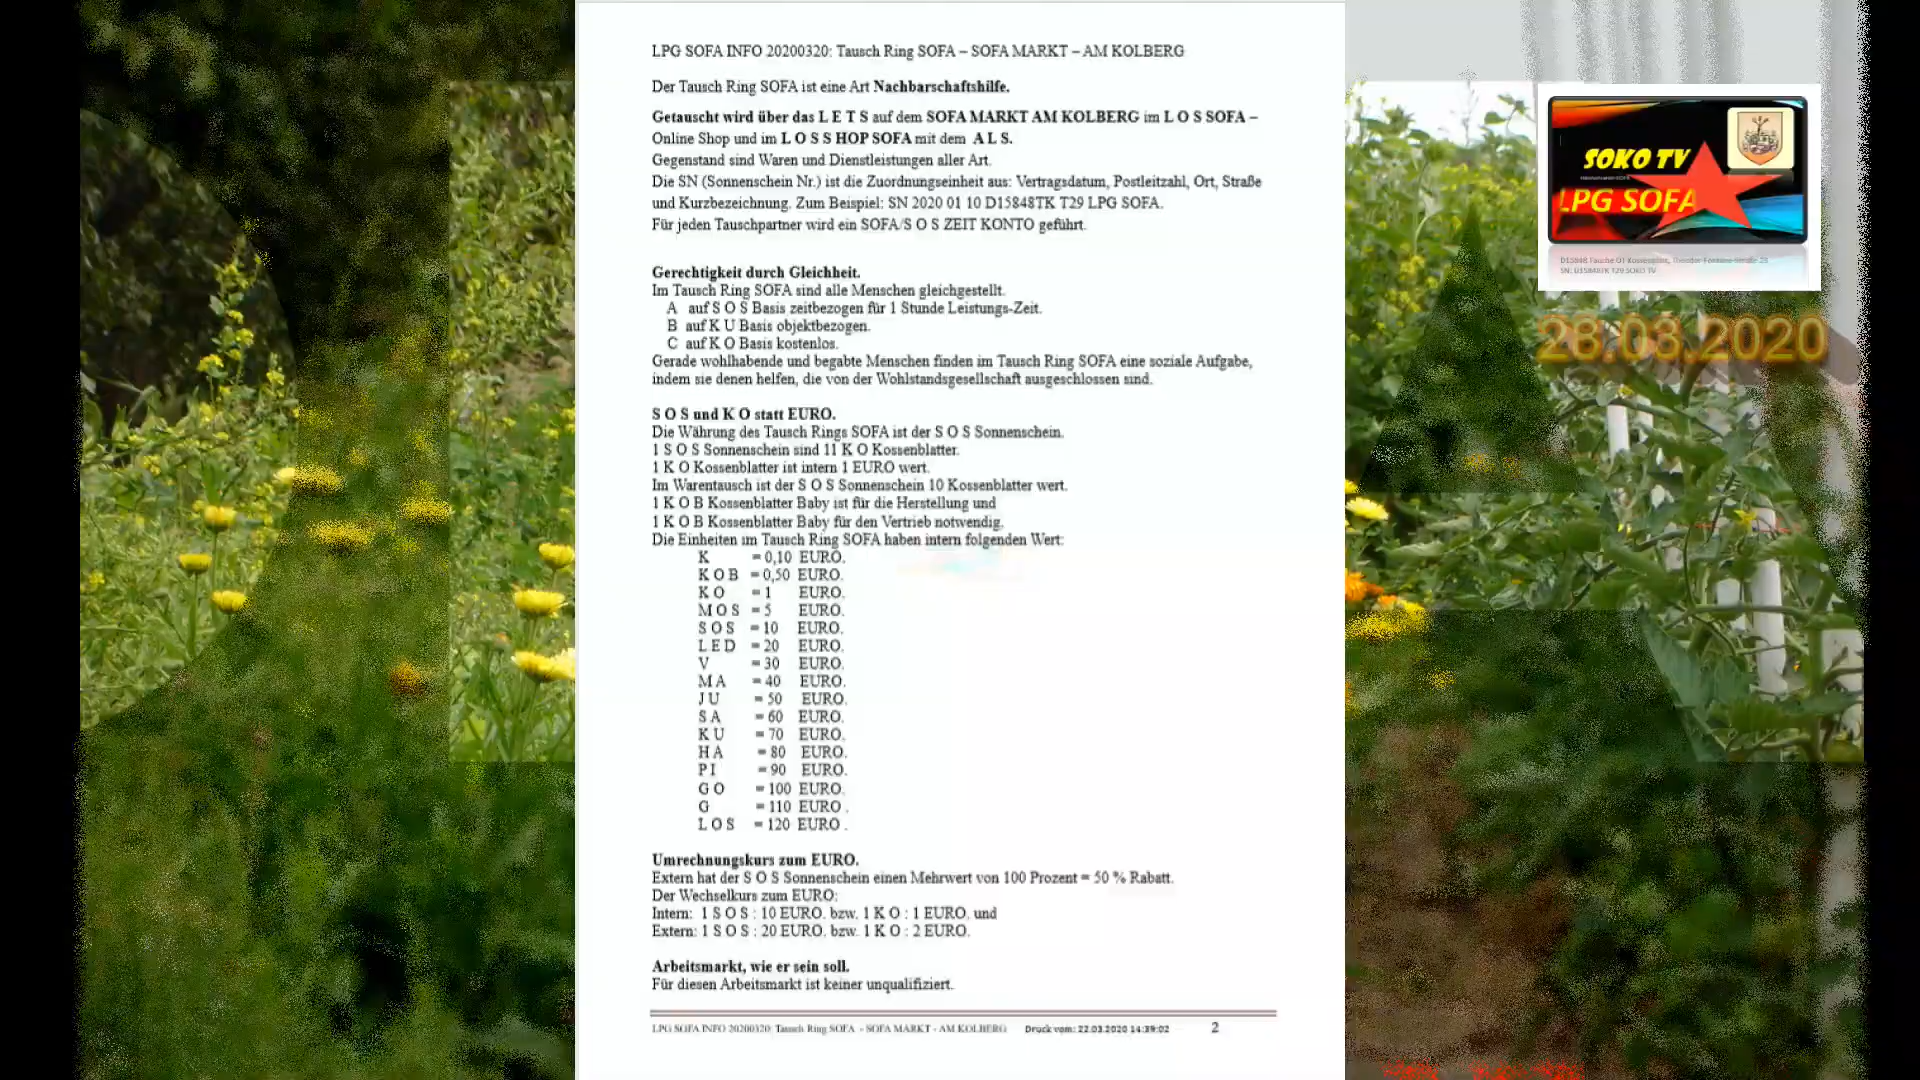 LPG SOFA INFO 20200320: Tausch Ring SOFA – SOFA MARKT – AM KOLBERG
Der Tausch Ring SOFA ist eine Art Nachbarschaftshilfe.
Getauscht wird über das L E T S auf dem SOFA MARKT AM KOLBERG im L O S SOFA –
Online Shop und im L O S S HOP SOFA mit dem A L S.
Gegenstand sind Waren und Dienstleistungen aller Art.
Die SN (Sonnenschein Nr.) ist die Zuordnungseinheit aus: Vertragsdatum, Postleitzahl, Ort, Straße
und Kurzbezeichnung. Zum Beispiel: SN 2020 01 10 D15848TK T29 LPG SOFA.
Für jeden Tauschpartner wird ein SOFA/S O S ZEIT KONTO geführt.
Gerechtigkeit durch Gleichheit.
Im Tausch Ring SOFA sind alle Menschen gleichgestellt.
A auf S O S Basis zeitbezogen für 1 Stunde Leistungs-Zeit.
B auf K U Basis objektbezogen.
C auf K O Basis kostenlos.
Gerade wohlhabende und begabte Menschen finden im Tausch Ring SOFA eine soziale Aufgabe,
indem sie denen helfen, die von der Wohlstandsgesellschaft ausgeschlossen sind.
S O S und K O statt EURO.
Die Währung des Tausch Rings SOFA ist der S O S Sonnenschein.
1 S O S Sonnenschein sind 11 K O Kossenblatter.
1 K O Kossenblatter ist intern 1 EURO wert.
Im Warentausch ist der S O S Sonnenschein 10 Kossenblatter wert.
1 K O B Kossenblatter Baby ist für die Herstellung und
1 K O B Kossenblatter Baby für den Vertrieb notwendig.
Die Einheiten im Tausch Ring SOFA haben intern folgenden Wert:
K = 0,10 EURO.
K O B = 0,50 EURO.
K O = 1 EURO.
M O S = 5 EURO.
S O S = 10 EURO.
L E D = 20 EURO.
V = 30 EURO.
M A = 40 EURO.
J U = 50 EURO.
S A = 60 EURO.
K U = 70 EURO.
H A = 80 EURO.
P I = 90 EURO.
G O = 100 EURO.
G = 110 EURO .
L O S = 120 EURO .
Umrechnungskurs zum EURO.
Extern hat der S O S Sonnenschein einen Mehrwert von 100 Prozent = 50 % Rabatt.
Der Wechselkurs zum EURO:
Intern: 1 S O S : 10 EURO. bzw. 1 K O : 1 EURO. und
Extern: 1 S O S : 20 EURO. bzw. 1 K O : 2 EURO.
Arbeitsmarkt, wie er sein soll.
Für diesen Arbeitsmarkt ist keiner unqualifiziert.
LPG SOFA INFO 20200320: Tausch Ring SOFA - SOFA MARKT - AM KOLBERG Druck vom: 22.03.2020 14:39:02 2
SOKO TV
LPG SOFA
D15848 Tauche OT Kossenblatt, Theodor-Fontane-Straße 29
SN: D15848TK T29 SOKO TV
28.03.2020